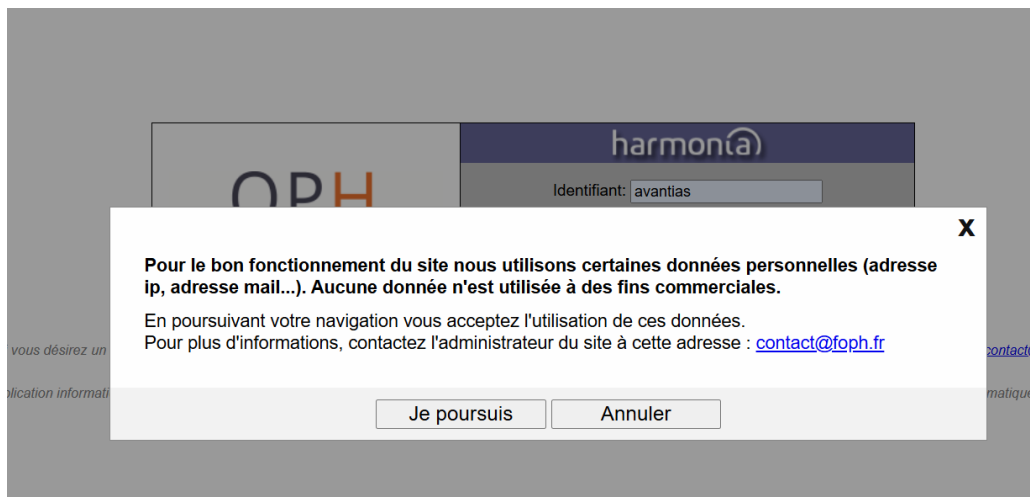 harmoni(a)
OPH
Identifiant: avantias
X
Pour le bon fonctionnement du site nous utilisons certaines données personnelles (adresse
ip, adresse mail...). Aucune donnée n'est utilisée à des fins commerciales.
En poursuivant votre navigation vous acceptez l'utilisation de ces données.
Pour plus d'informations, contactez l'administrateur du site à cette adresse : contact@foph.fr
vous désirez un
contact
plication informati
matique
Je poursuis Annuler